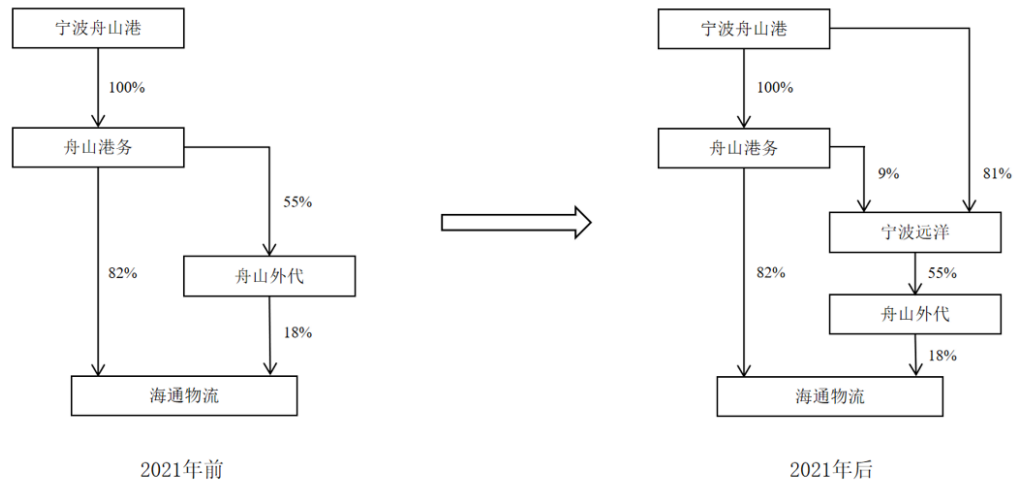 宁波舟山港
100%
舟山港务
55%
82%
舟山外代
18%
海通物流
2021年前
宁波舟山港
100%
舟山港务
9%
81%
宁波远洋
82%
55%
舟山外代
18%
海通物流
2021年后